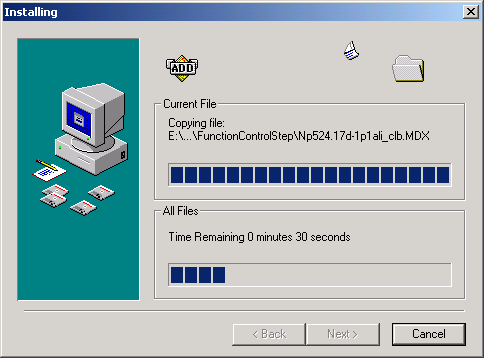 Installing
ADD
Current File
Copying file:
E:\...\FunctionControlStep\Np524.17d-1p1ali_clb.MDX
All Files
Time Remaining 0 minutes 30 seconds
< Back
Next >
Cancel